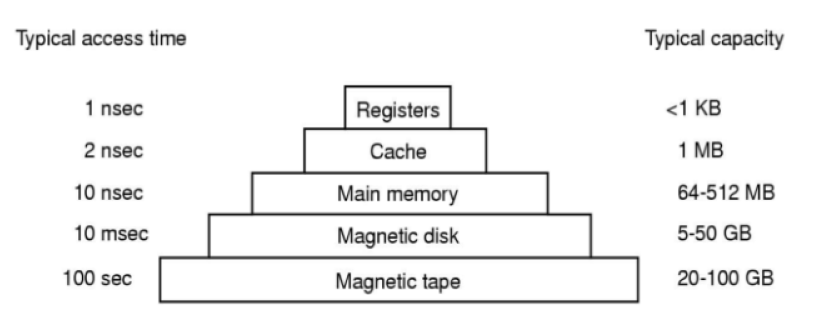 Typical access time Typical capacity
1 nsec Registers <1 KB
2 nsec Cache 1 MB
10 nsec Main memory 64-512 MB
10 msec Magnetic disk 5-50 GB
100 sec Magnetic tape 20-100 GB